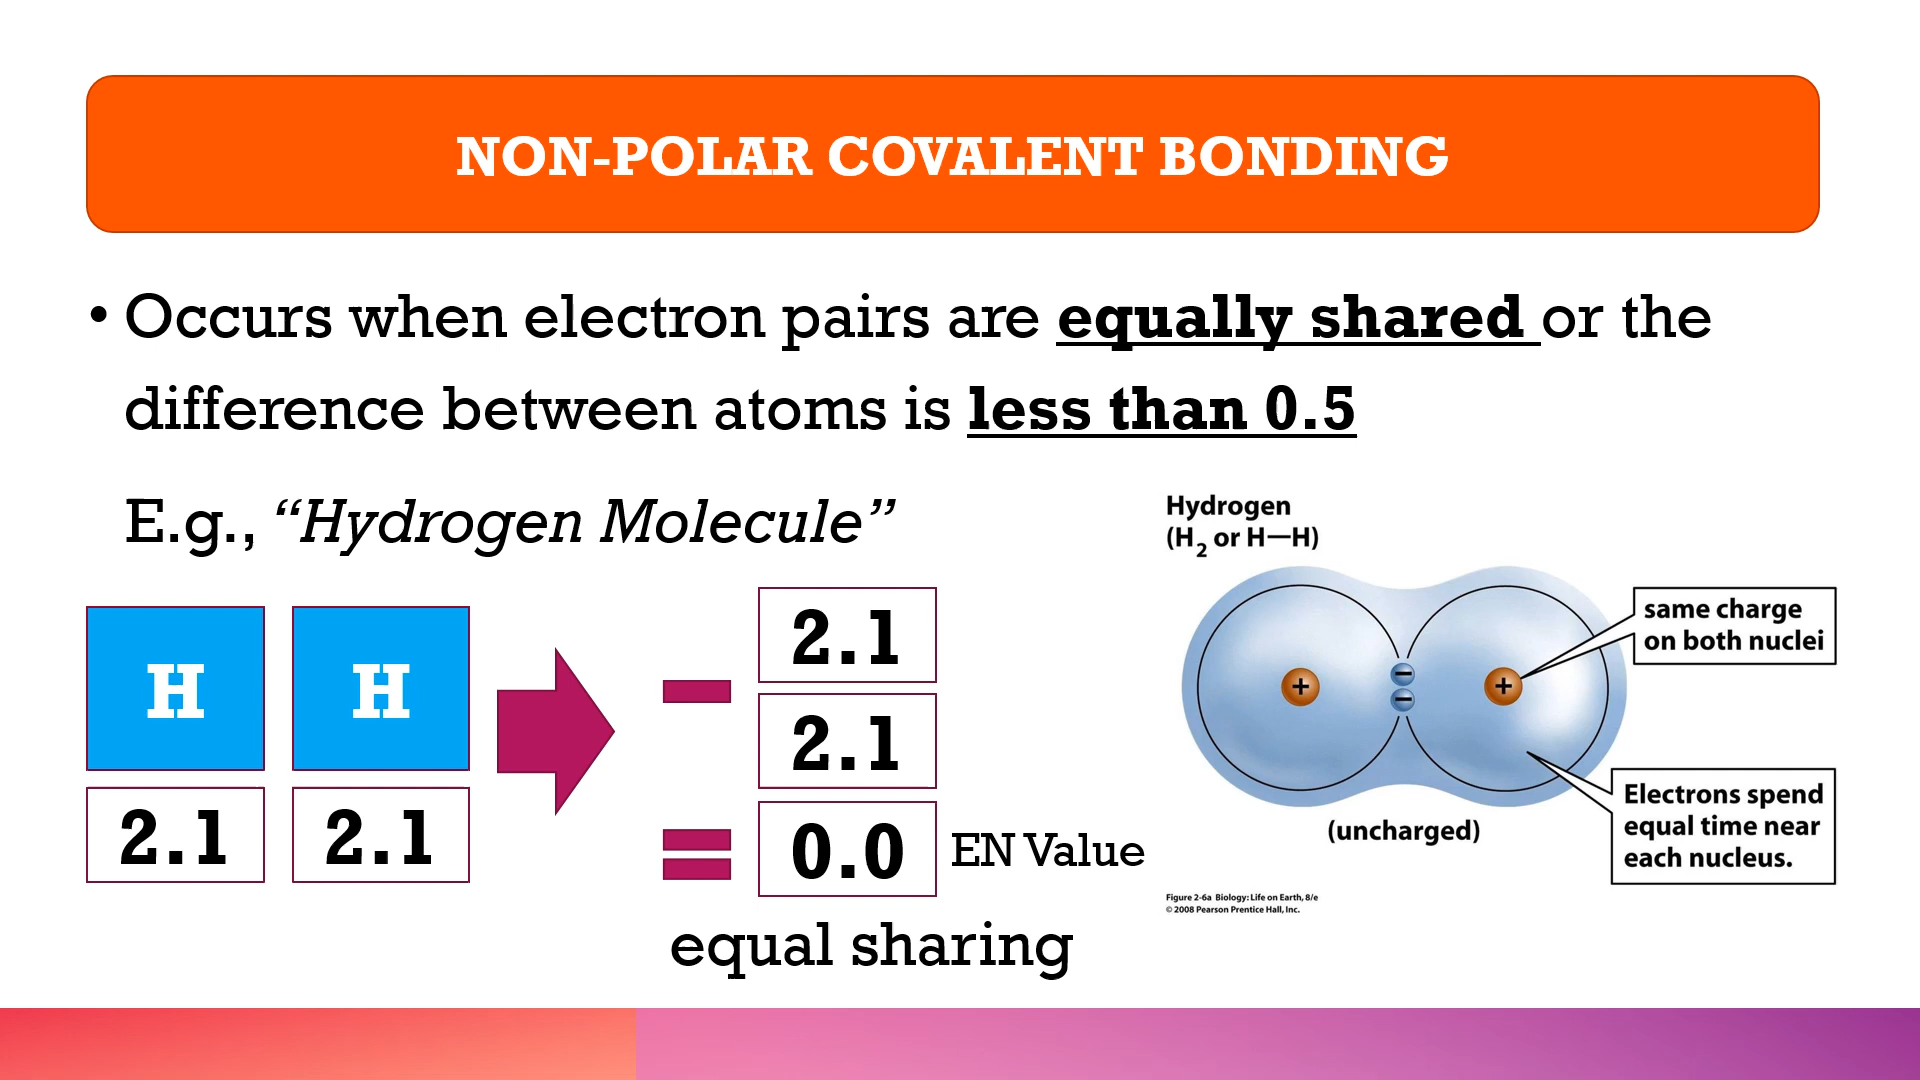 NON-POLAR COVALENT BONDING
• Occurs when electron pairs are equally shared or the
difference between atoms is less than 0.5
E.g., “Hydrogen Molecule”
H H
2.1 2.1
2.1
2.1
0.0 EN Value
equal sharing
Hydrogen
(H₂ or H—H)
+ − − +
same charge
on both nuclei
Electrons spend
equal time near
each nucleus.
(uncharged)
Figure 2-6a Biology: Life on Earth, 8/e
© 2008 Pearson Prentice Hall, Inc.